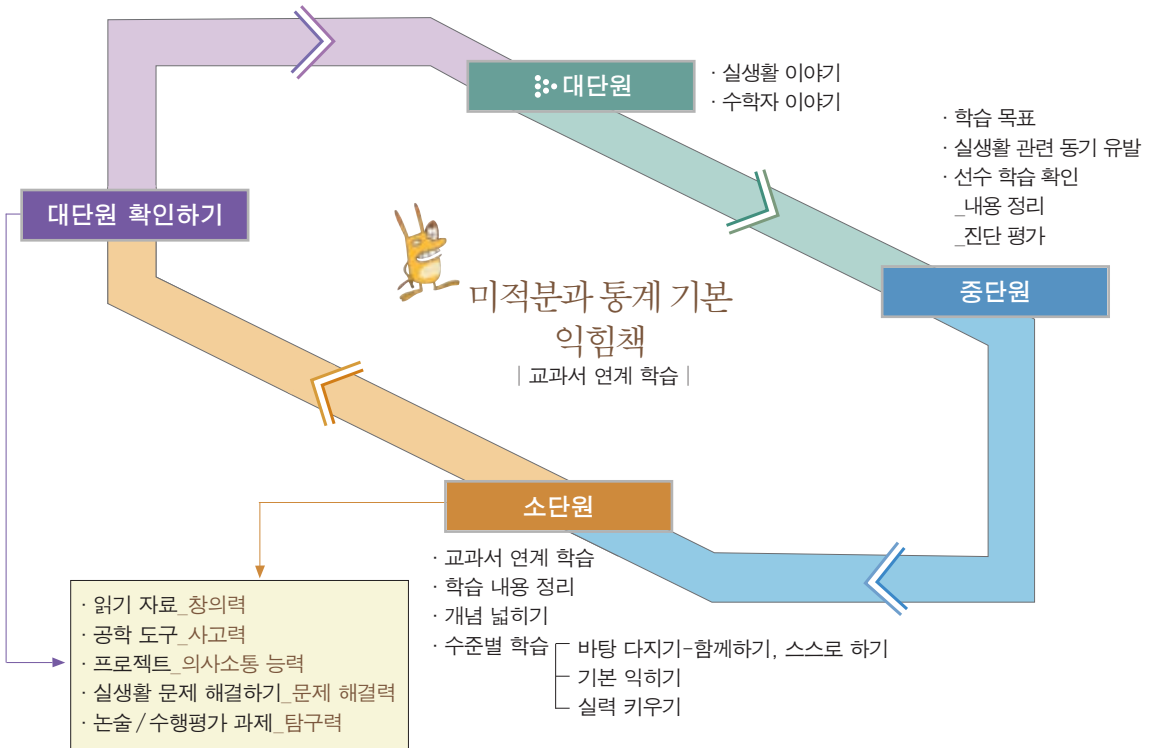 대단원
· 실생활 이야기
· 수학자 이야기
· 학습 목표
· 실생활 관련 동기 유발
· 선수 학습 확인
_내용 정리
_진단 평가
대단원 확인하기
중단원
미적분과 통계 기본
익힘책
| 교과서 연계 학습 |
소단원
· 교과서 연계 학습
· 학습 내용 정리
· 개념 넓히기
· 수준별 학습
바탕 다지기-함께하기, 스스로 하기
기본 익히기
실력 키우기
· 읽기 자료_창의력
· 공학 도구_사고력
· 프로젝트_의사소통 능력
· 실생활 문제 해결하기_문제 해결력
· 논술/수행평가 과제_탐구력